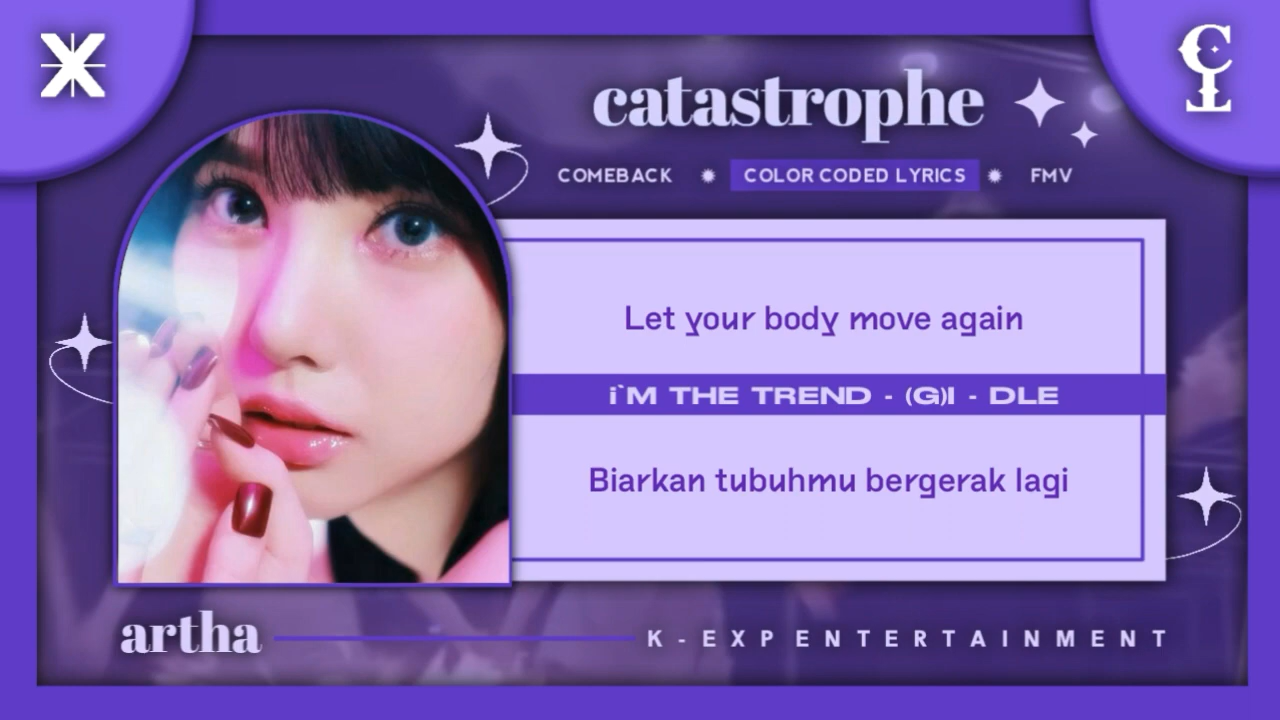 catastrophe
COMEBACK
COLOR CODED LYRICS
FMV
Let your body move again
i`M THE TREND - (G)I - DLE
Biarkan tubuhmu bergerak lagi
artha
K-EXP ENTERTAINMENT